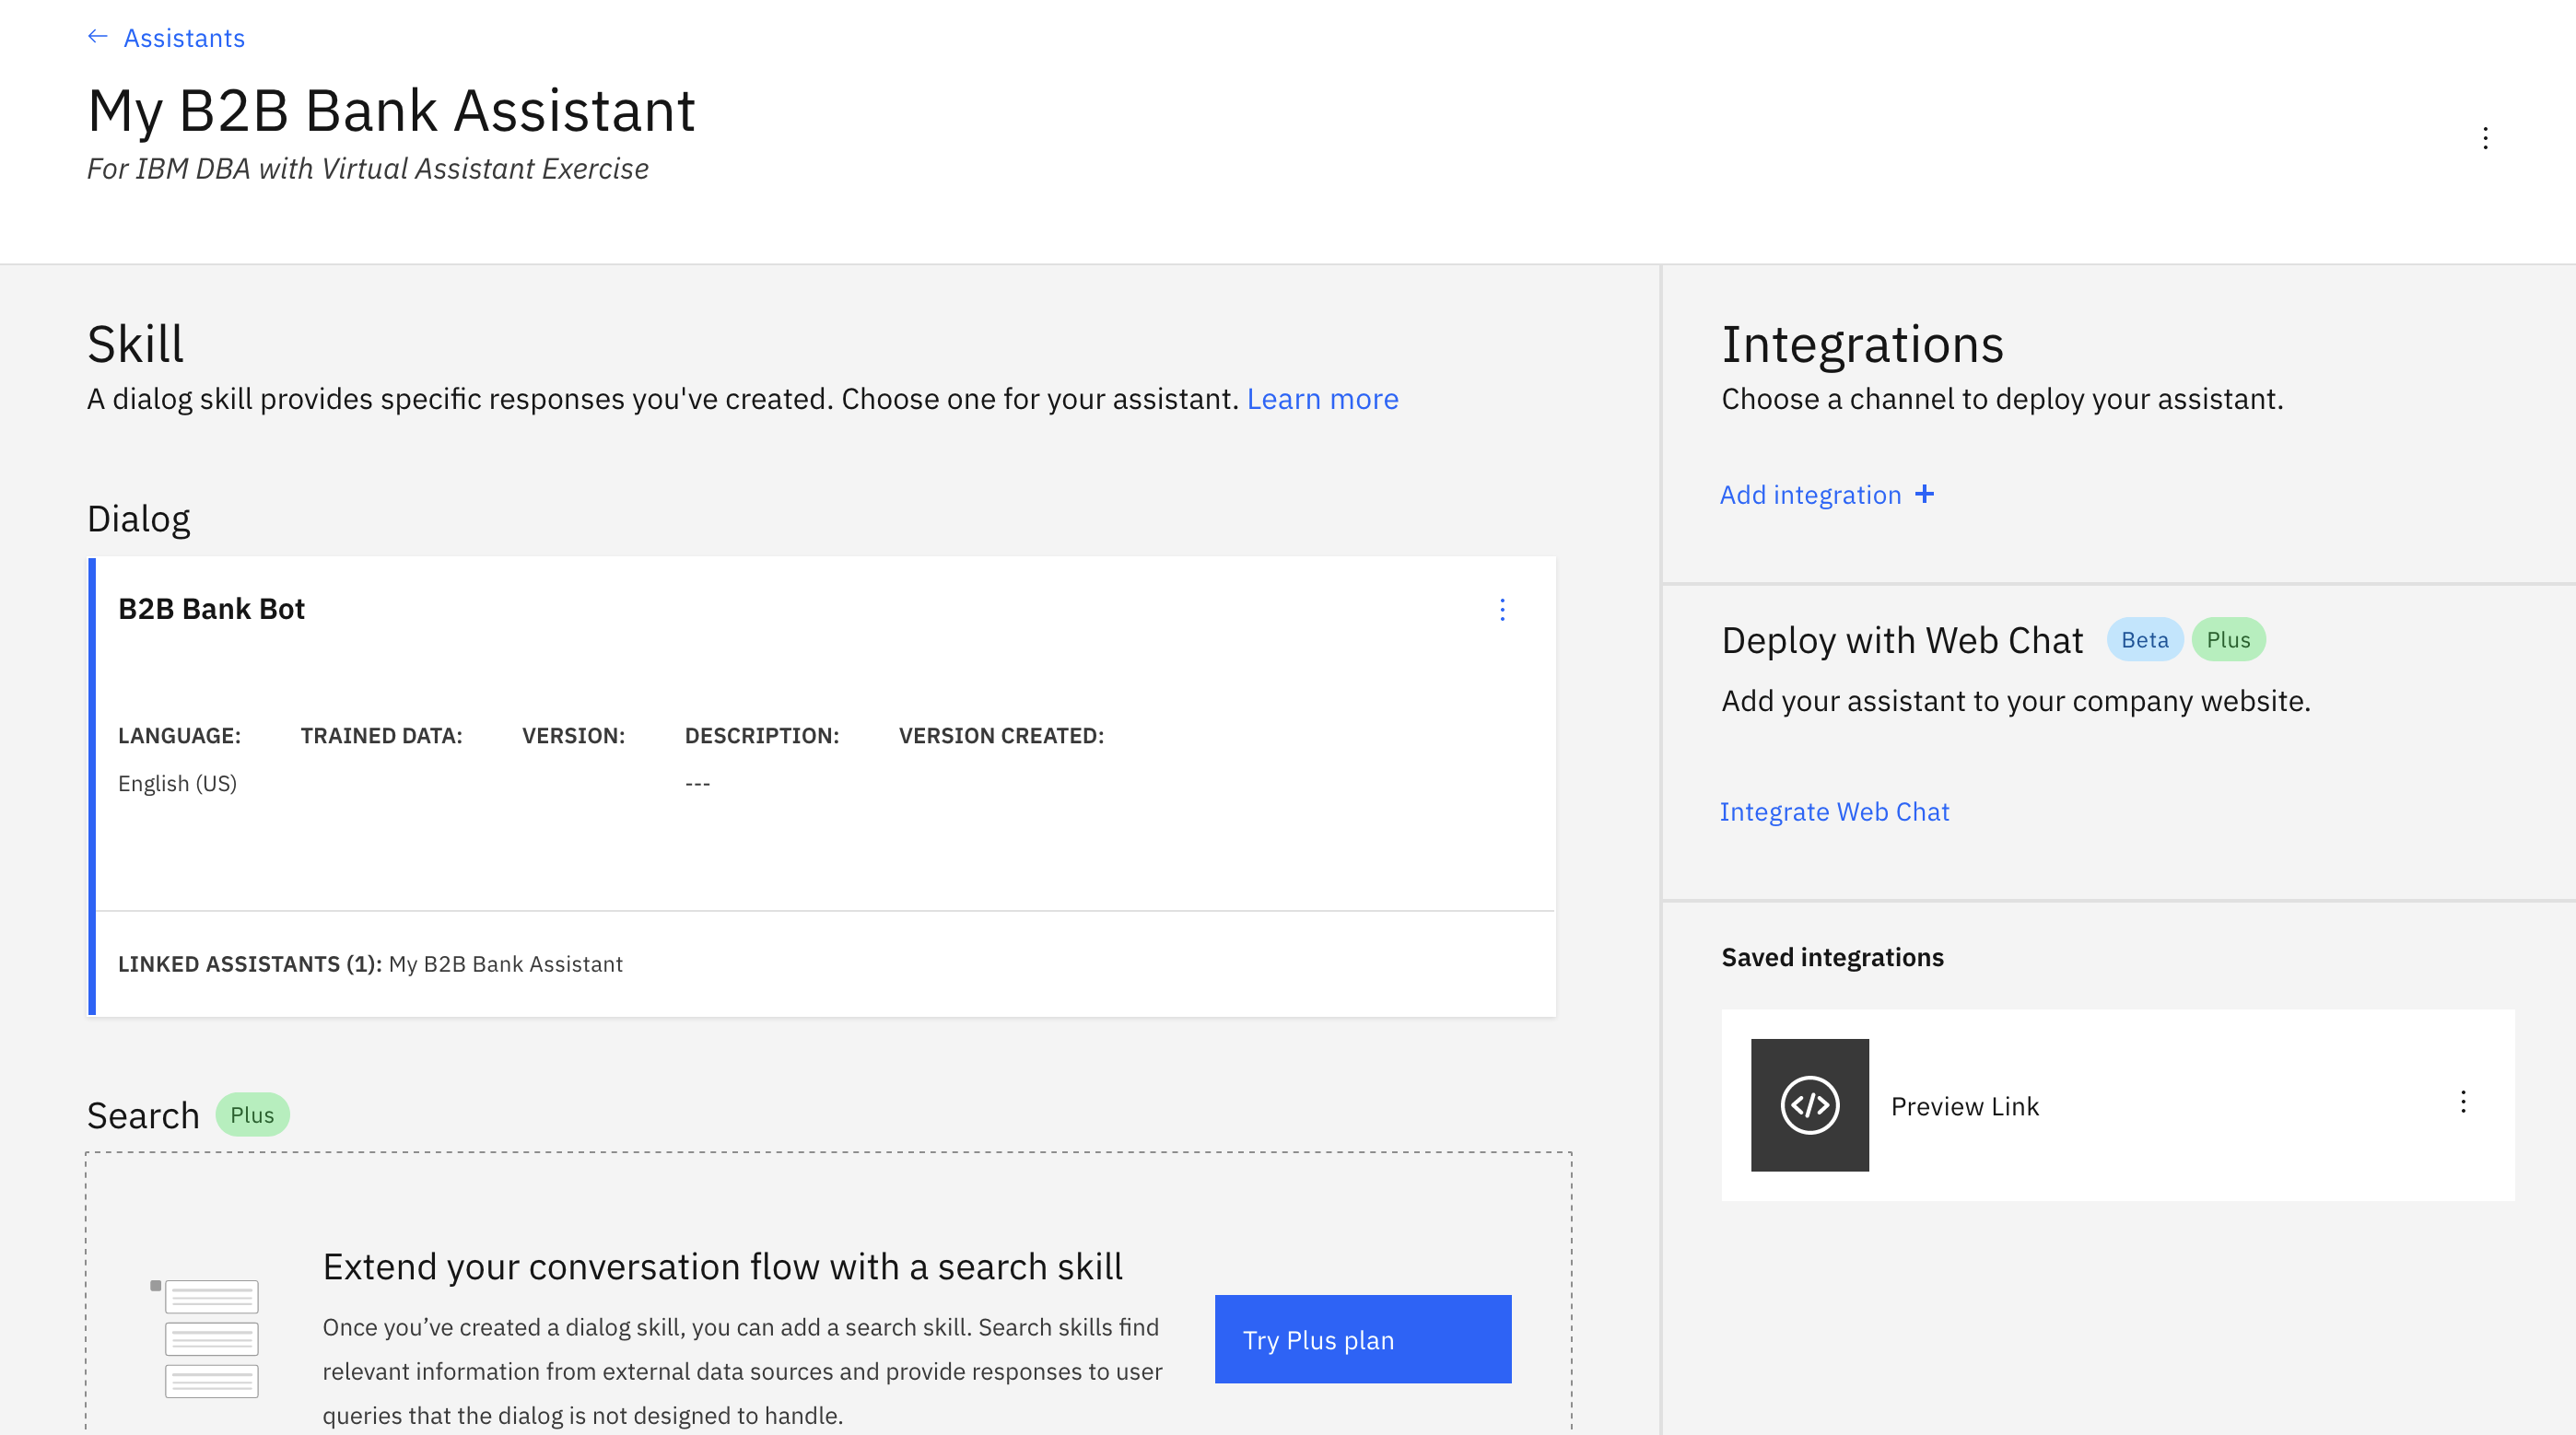 ← Assistants
My B2B Bank Assistant
For IBM DBA with Virtual Assistant Exercise
Skill
A dialog skill provides specific responses you've created. Choose one for your assistant. Learn more
Dialog
B2B Bank Bot
LANGUAGE: TRAINED DATA: VERSION: DESCRIPTION: VERSION CREATED:
English (US) ---
LINKED ASSISTANTS (1): My B2B Bank Assistant
Search Plus
Extend your conversation flow with a search skill
Once you’ve created a dialog skill, you can add a search skill. Search skills find
relevant information from external data sources and provide responses to user
queries that the dialog is not designed to handle.
Try Plus plan
Integrations
Choose a channel to deploy your assistant.
Add integration +
Deploy with Web Chat Beta Plus
Add your assistant to your company website.
Integrate Web Chat
Saved integrations
</> Preview Link